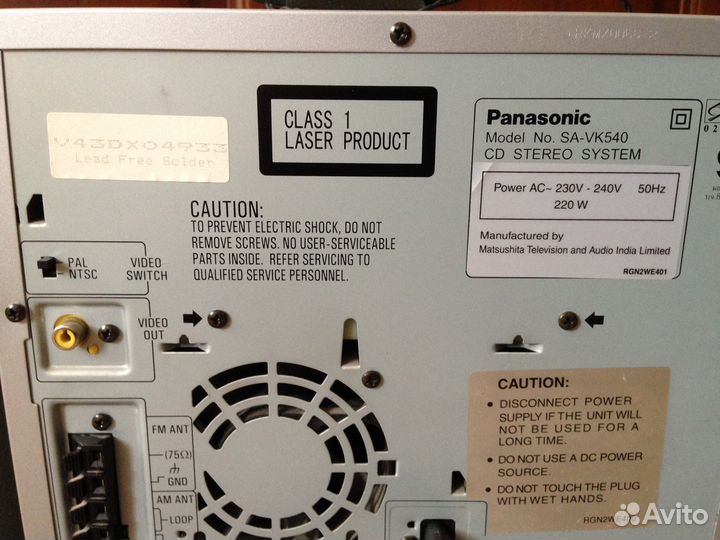 V43DX04933
Lead Free Solder
CLASS 1
LASER PRODUCT
Panasonic
Model No. SA-VK540
CD STEREO SYSTEM
Power AC~ 230V - 240V 50Hz
220 W
Manufactured by
Matsushita Television and Audio India Limited
RGN2WE401
CAUTION:
TO PREVENT ELECTRIC SHOCK, DO NOT
REMOVE SCREWS. NO USER-SERVICEABLE
PARTS INSIDE. REFER SERVICING TO
QUALIFIED SERVICE PERSONNEL.
PAL
NTSC
VIDEO
SWITCH
VIDEO
OUT
FM ANT
(75Ω)
GND
AM ANT
LOOP
CAUTION:
• DISCONNECT POWER
SUPPLY IF THE UNIT WILL
NOT BE USED FOR A
LONG TIME.
• DO NOT USE A DC POWER
SOURCE.
• DO NOT TOUCH THE PLUG
WITH WET HANDS.
Avito